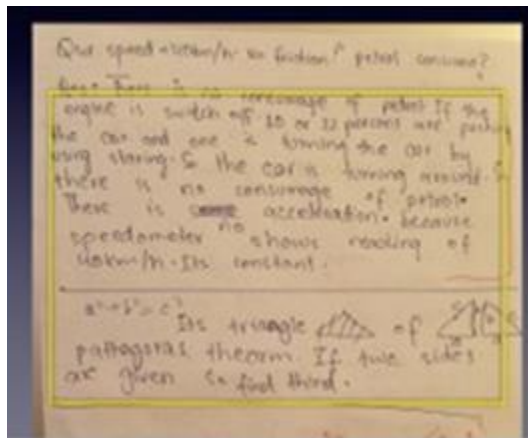 Que speed = 40km/h no friction petrol consume?
Ans. There is no consumage of petrol If the
engine is switch off 10 or 12 persons are pushing
the car and one is turning the car by
using staring. So the car is turning around. So
there is no consumage of petrol.
There is no acceleration. because
speedometer shows reading of
40km/h. Its constant.
a² + b² = c²
Its triangle of
pathagoras theorm. If two sides
are given so find third.